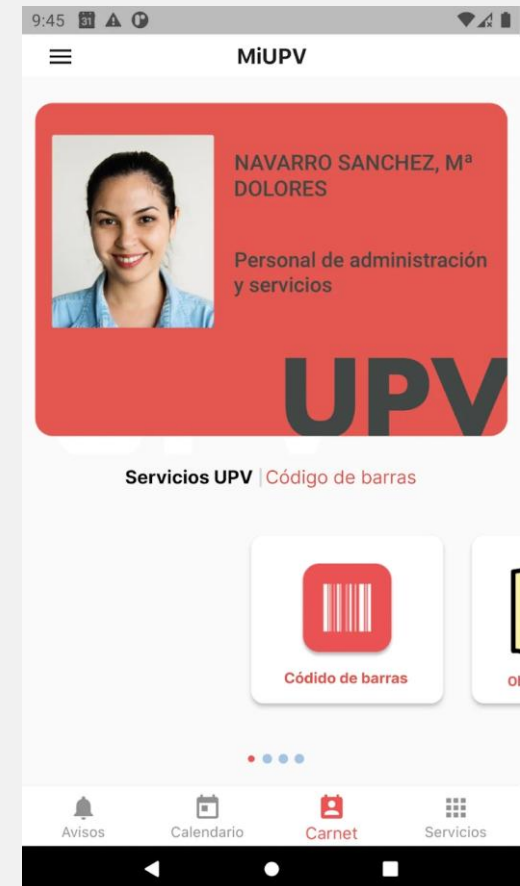 9:45 31
MiUPV
NAVARRO SANCHEZ, Mª
DOLORES
Personal de administración
y servicios
UPV
Servicios UPV | Código de barras
Códido de barras
Avisos
Calendario
Carnet
Servicios